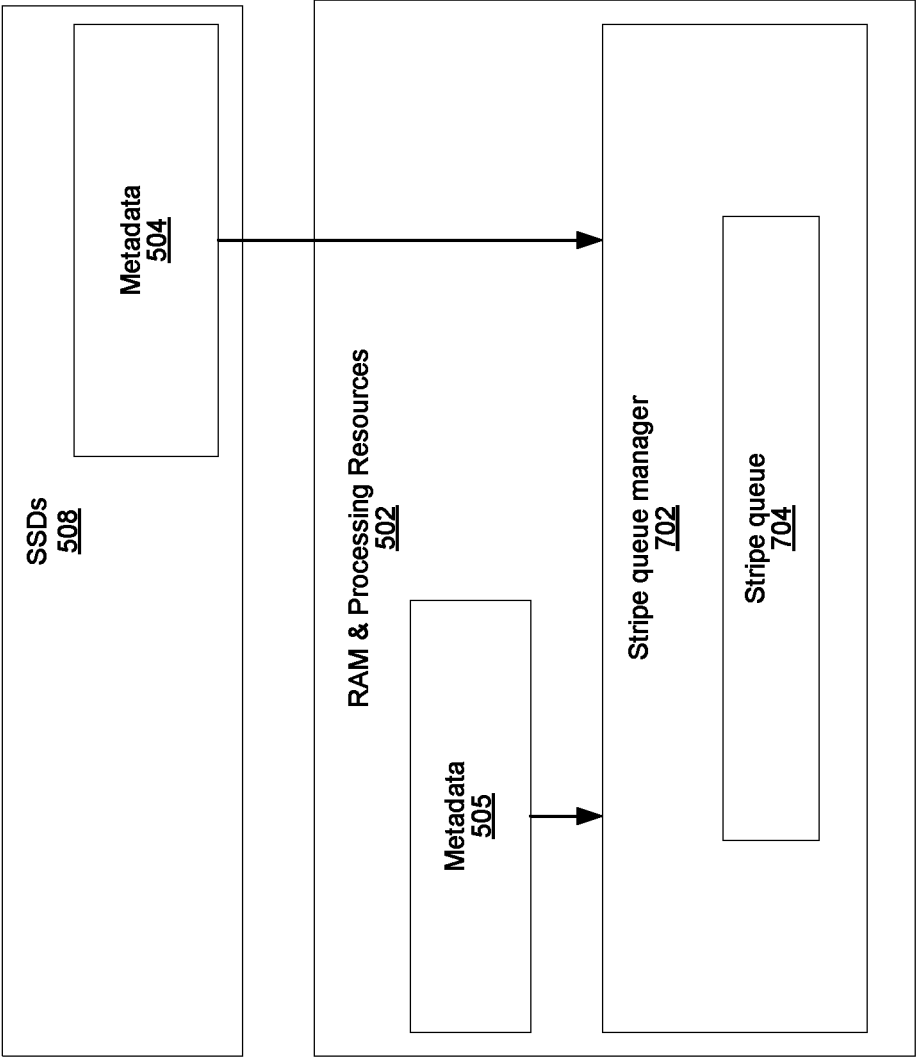 SSDs
508
Metadata
504
RAM & Processing Resources
502
Metadata
505
Stripe queue manager
702
Stripe queue
704